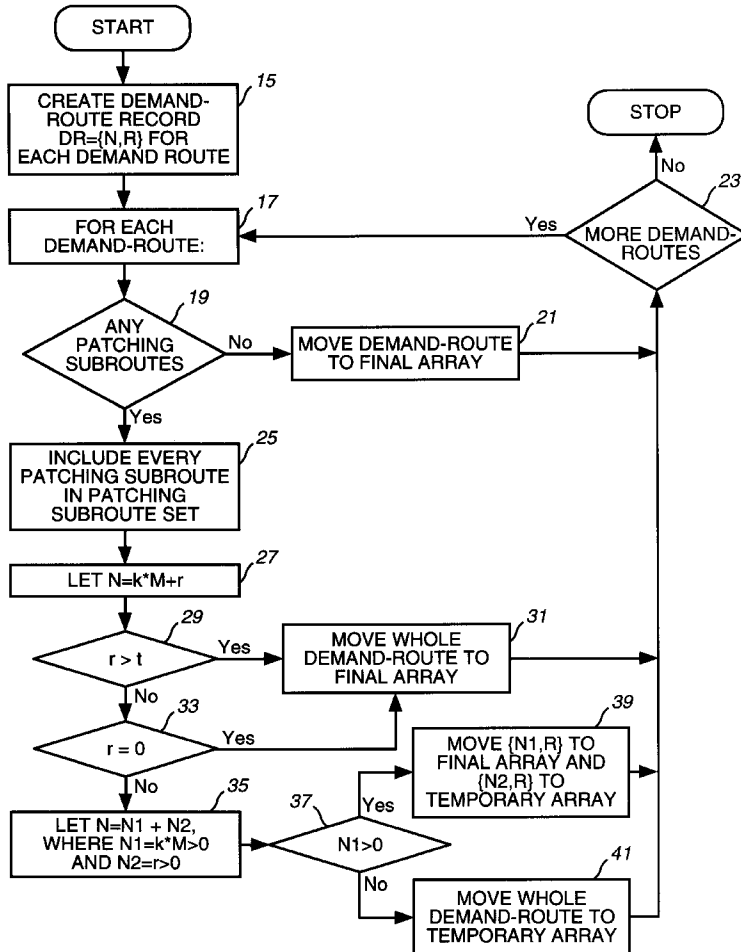 START
15
CREATE DEMAND-
ROUTE RECORD
DR={N,R} FOR
EACH DEMAND ROUTE
STOP
No
23
MORE DEMAND-
ROUTES
Yes
17
FOR EACH
DEMAND-ROUTE:
19
ANY
PATCHING
SUBROUTES
No
21
MOVE DEMAND-ROUTE
TO FINAL ARRAY
Yes
25
INCLUDE EVERY
PATCHING SUBROUTE
IN PATCHING
SUBROUTE SET
27
LET N=k*M+r
29
r > t
Yes
31
MOVE WHOLE
DEMAND-ROUTE TO
FINAL ARRAY
No
33
r = 0
Yes
No
35
LET N=N1 + N2,
WHERE N1=k*M>0
AND N2=r>0
37
N1>0
Yes
39
MOVE {N1,R} TO
FINAL ARRAY AND
{N2,R} TO
TEMPORARY ARRAY
No
41
MOVE WHOLE
DEMAND-ROUTE TO
TEMPORARY ARRAY